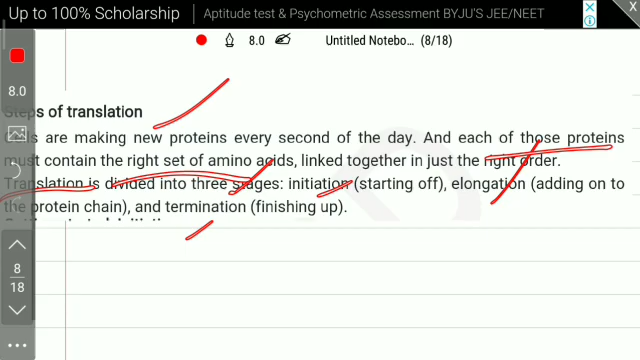 Up to 100% Scholarship Aptitude test & Psychometric Assessment BYJU'S JEE/NEET
8.0 Untitled Notebo... (8/18)
8.0
Steps of translation
Cells are making new proteins every second of the day. And each of those proteins
must contain the right set of amino acids, linked together in just the right order.
Translation is divided into three stages: initiation (starting off), elongation (adding on to
the protein chain), and termination (finishing up).
8
18